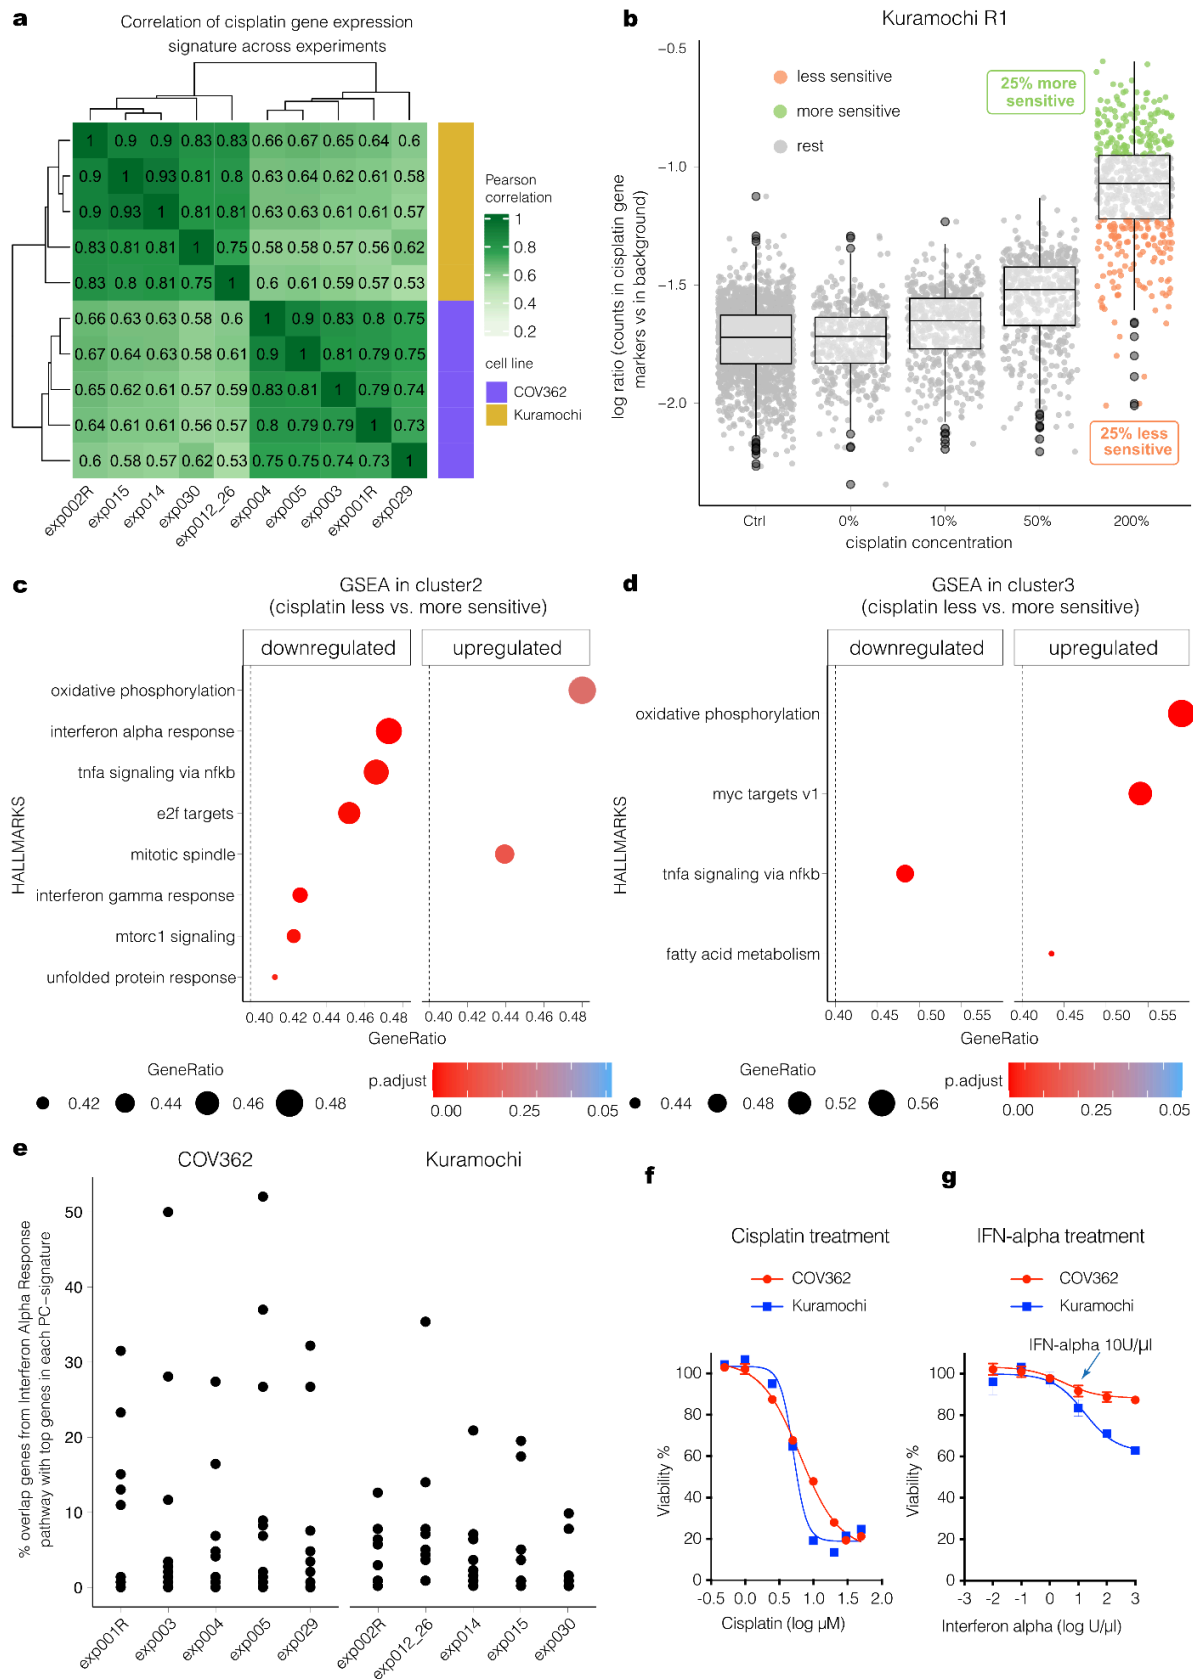 a
Correlation of cisplatin gene expression
signature across experiments
1 0.9 0.9 0.83 0.83 0.66 0.67 0.65 0.64 0.6
0.9 1 0.93 0.81 0.8 0.63 0.64 0.62 0.61 0.58
0.9 0.93 1 0.81 0.81 0.63 0.63 0.61 0.61 0.57
0.83 0.81 0.81 1 0.75 0.58 0.58 0.57 0.56 0.62
0.83 0.8 0.81 0.75 1 0.6 0.61 0.59 0.57 0.53
0.66 0.63 0.63 0.58 0.6 1 0.9 0.83 0.8 0.75
0.67 0.64 0.63 0.58 0.61 0.9 1 0.81 0.79 0.75
0.65 0.62 0.61 0.57 0.59 0.83 0.81 1 0.79 0.74
0.64 0.61 0.61 0.56 0.57 0.8 0.79 0.79 1 0.73
0.6 0.58 0.57 0.62 0.53 0.75 0.75 0.74 0.73 1
exp002R exp015 exp014 exp030 exp012_26 exp004 exp005 exp003 exp001R exp029
Pearson
correlation
1
0.8
0.6
0.4
0.2
cell line
COV362
Kuramochi
b
Kuramochi R1
log ratio (counts in cisplatin gene
markers vs in background)
−0.5
−1.0
−1.5
−2.0
less sensitive
more sensitive
rest
25% more
sensitive
25% less
sensitive
Ctrl 0% 10% 50% 200%
cisplatin concentration
c
GSEA in cluster2
(cisplatin less vs. more sensitive)
downregulated upregulated
HALLMARKS
oxidative phosphorylation
interferon alpha response
tnfa signaling via nfkb
e2f targets
mitotic spindle
interferon gamma response
mtorc1 signaling
unfolded protein response
0.40 0.42 0.44 0.46 0.48 0.40 0.42 0.44 0.46 0.48
GeneRatio
GeneRatio
0.42 0.44 0.46 0.48
p.adjust
0.00 0.25 0.05
d
GSEA in cluster3
(cisplatin less vs. more sensitive)
downregulated upregulated
HALLMARKS
oxidative phosphorylation
myc targets v1
tnfa signaling via nfkb
fatty acid metabolism
0.40 0.45 0.50 0.55 0.40 0.45 0.50 0.55
GeneRatio
GeneRatio
0.44 0.48 0.52 0.56
p.adjust
0.00 0.25 0.05
e
COV362 Kuramochi
% overlap genes from Interferon Alpha Response
pathway with top genes in each PC−signature
50
40
30
20
10
0
exp001R exp003 exp004 exp005 exp029 exp002R exp012_26 exp014 exp015 exp030
f
Cisplatin treatment
COV362
Kuramochi
Viability %
100
80
60
40
20
0
-0.5 0.0 0.5 1.0 1.5 2.0
Cisplatin (log µM)
g
IFN-alpha treatment
COV362
Kuramochi
IFN-alpha 10U/µl
Viability %
100
80
60
40
20
0
-3 -2 -1 0 1 2 3
Interferon alpha (log U/µl)